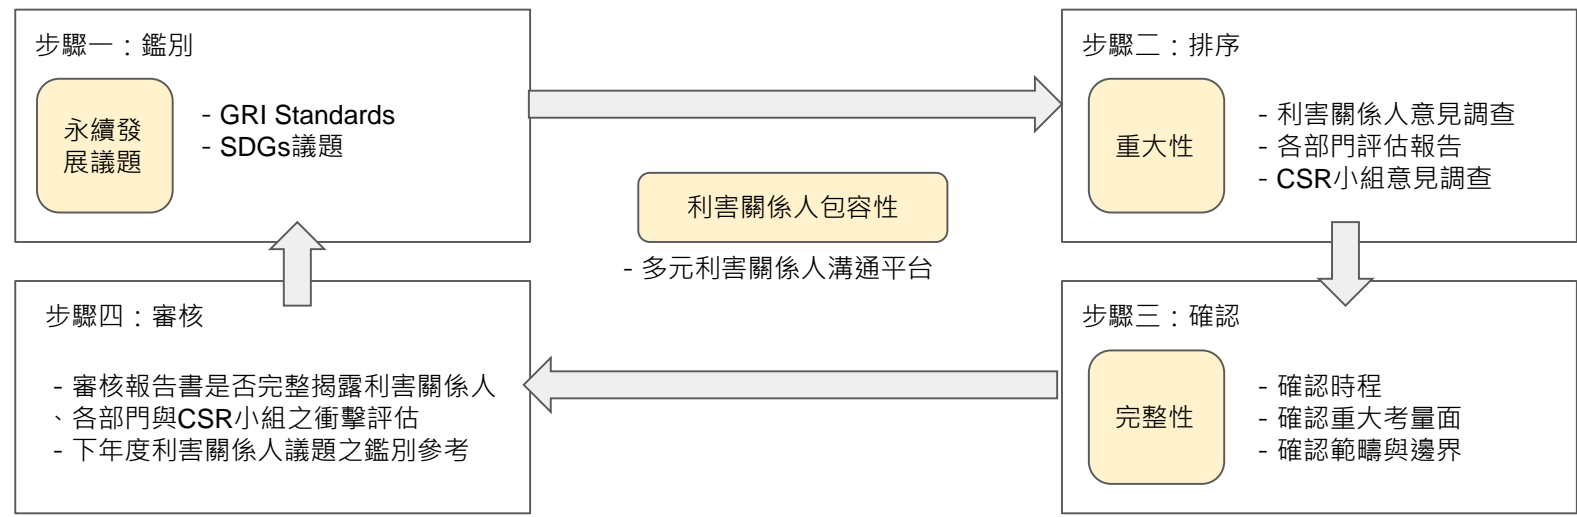 步驟一：鑑別
永續發
展議題
- GRI Standards
- SDGs議題
步驟二：排序
重大性
- 利害關係人意見調查
- 各部門評估報告
- CSR小組意見調查
利害關係人包容性
- 多元利害關係人溝通平台
步驟三：確認
完整性
- 確認時程
- 確認重大考量面
- 確認範疇與邊界
步驟四：審核
- 審核報告書是否完整揭露利害關係人
、各部門與CSR小組之衝擊評估
- 下年度利害關係人議題之鑑別參考